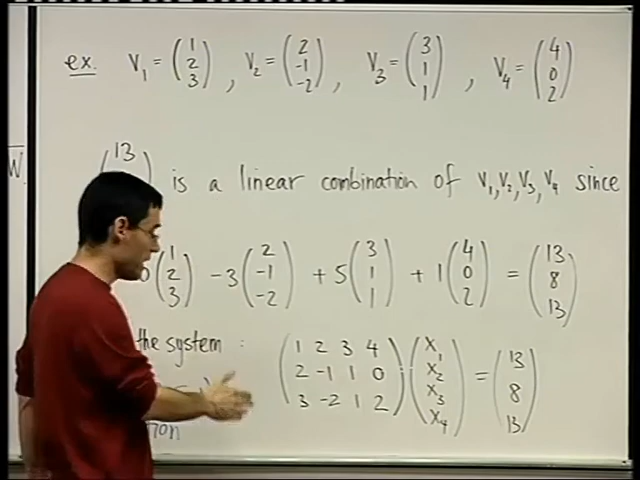 ex. V₁ = (1 2 3), V₂ = (2 -1 -2), V₃ = (3 1 1), V₄ = (4 0 2)
(13 is a linear combination of V₁, V₂, V₃, V₄ since
0 (1 2 3) - 3 (2 -1 -2) + 5 (3 1 1) + 1 (4 0 2) = (13 8 13)
W
the system : (1 2 3 4 2 -1 1 0 3 -2 1 2) (x₁ x₂ x₃ x₄) = (13 8 13)